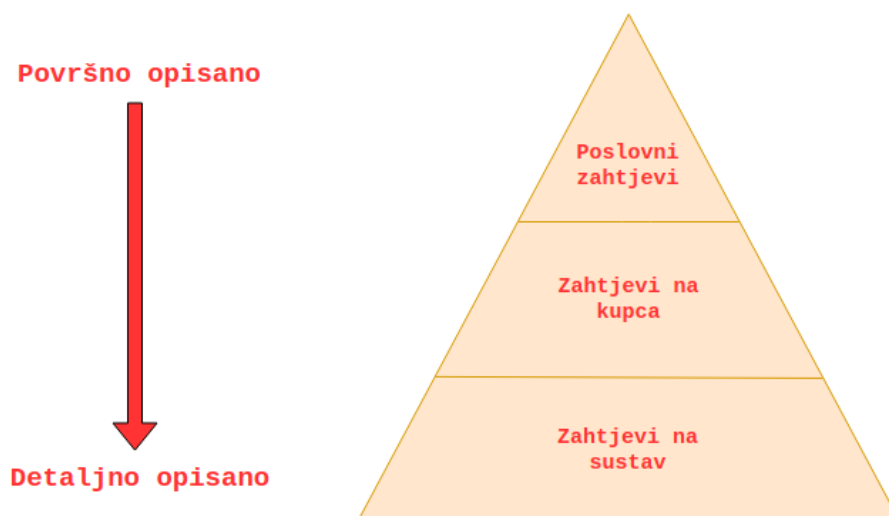 Površno opisano
Detaljno opisano
Poslovni
zahtjevi
Zahtjevi na
kupca
Zahtjevi na
sustav